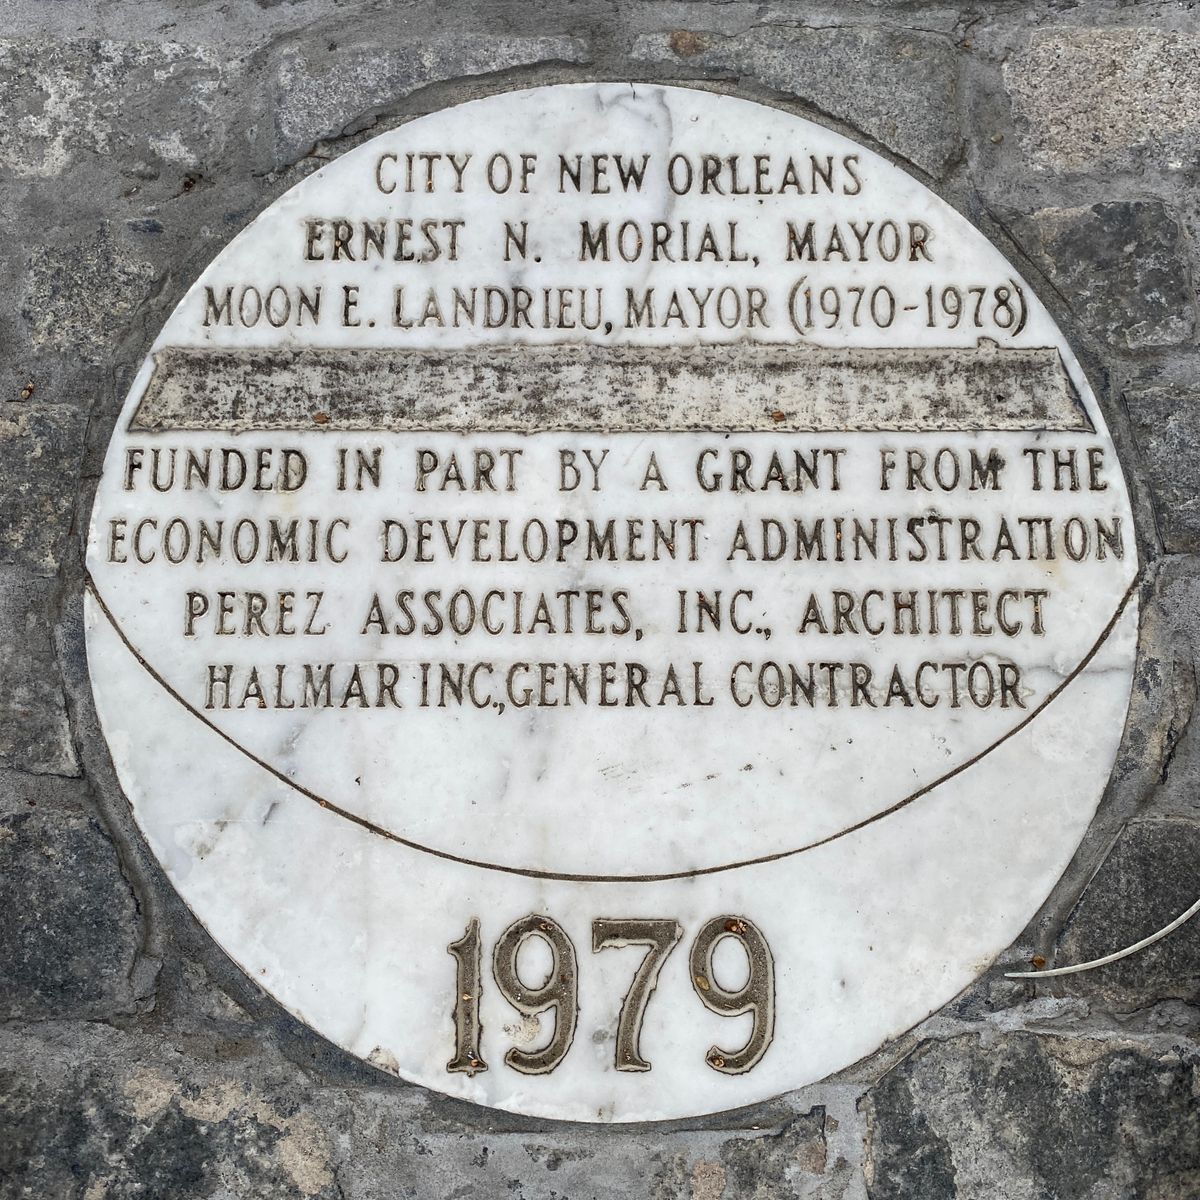 CITY OF NEW ORLEANS
ERNEST N. MORIAL, MAYOR
MOON E. LANDRIEU, MAYOR (1970-1978)
FUNDED IN PART BY A GRANT FROM THE
ECONOMIC DEVELOPMENT ADMINISTRATION
PEREZ ASSOCIATES, INC., ARCHITECT
HALMAR INC., GENERAL CONTRACTOR
1979